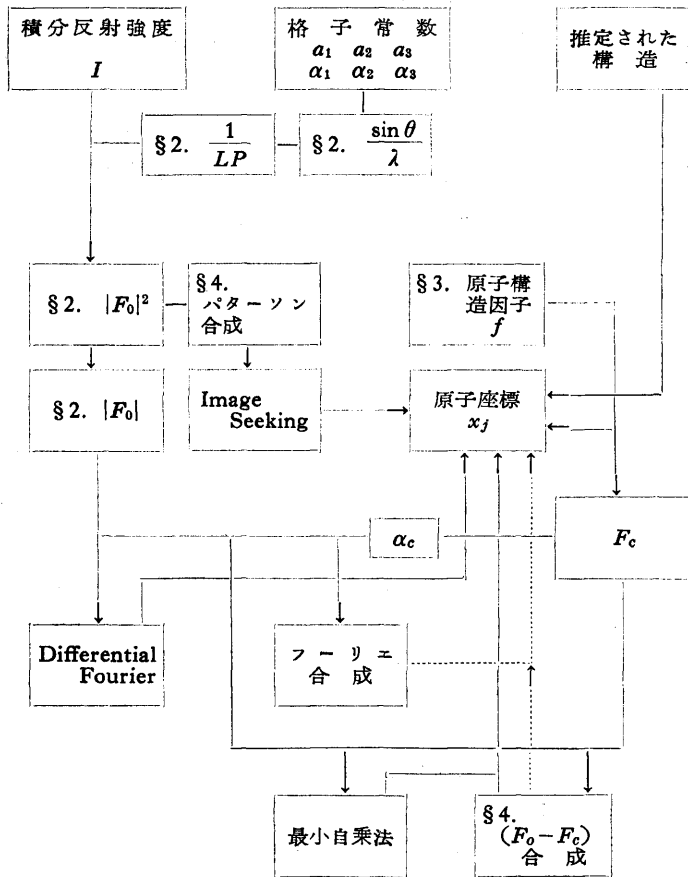 積分反射強度
I
格子常数
a₁ a₂ a₃
α₁ α₂ α₃
推定された
構造
§2. 1/LP
§2. sin θ/λ
§2. |F₀|²
§4.
パターソン
合成
§3. 原子構
造因子
f
§2. |F₀|
Image
Seeking
原子座標
xⱼ
αc
Fc
Differential
Fourier
フーリエ
合成
最小自乗法
§4.
(Fo−Fc)
合成